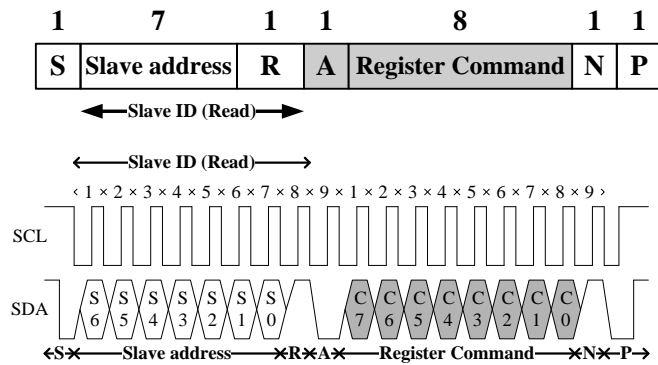 1 7 1 1 8 1 1
S Slave address R A Register Command N P
Slave ID (Read)
Slave ID (Read)
1 × 2 × 3 × 4 × 5 × 6 × 7 × 8 × 9 × 1 × 2 × 3 × 4 × 5 × 6 × 7 × 8 × 9
SCL
SDA
S6 S5 S4 S3 S2 S1 S0 C7 C6 C5 C4 C3 C2 C1 C0
S Slave address R A Register Command N P